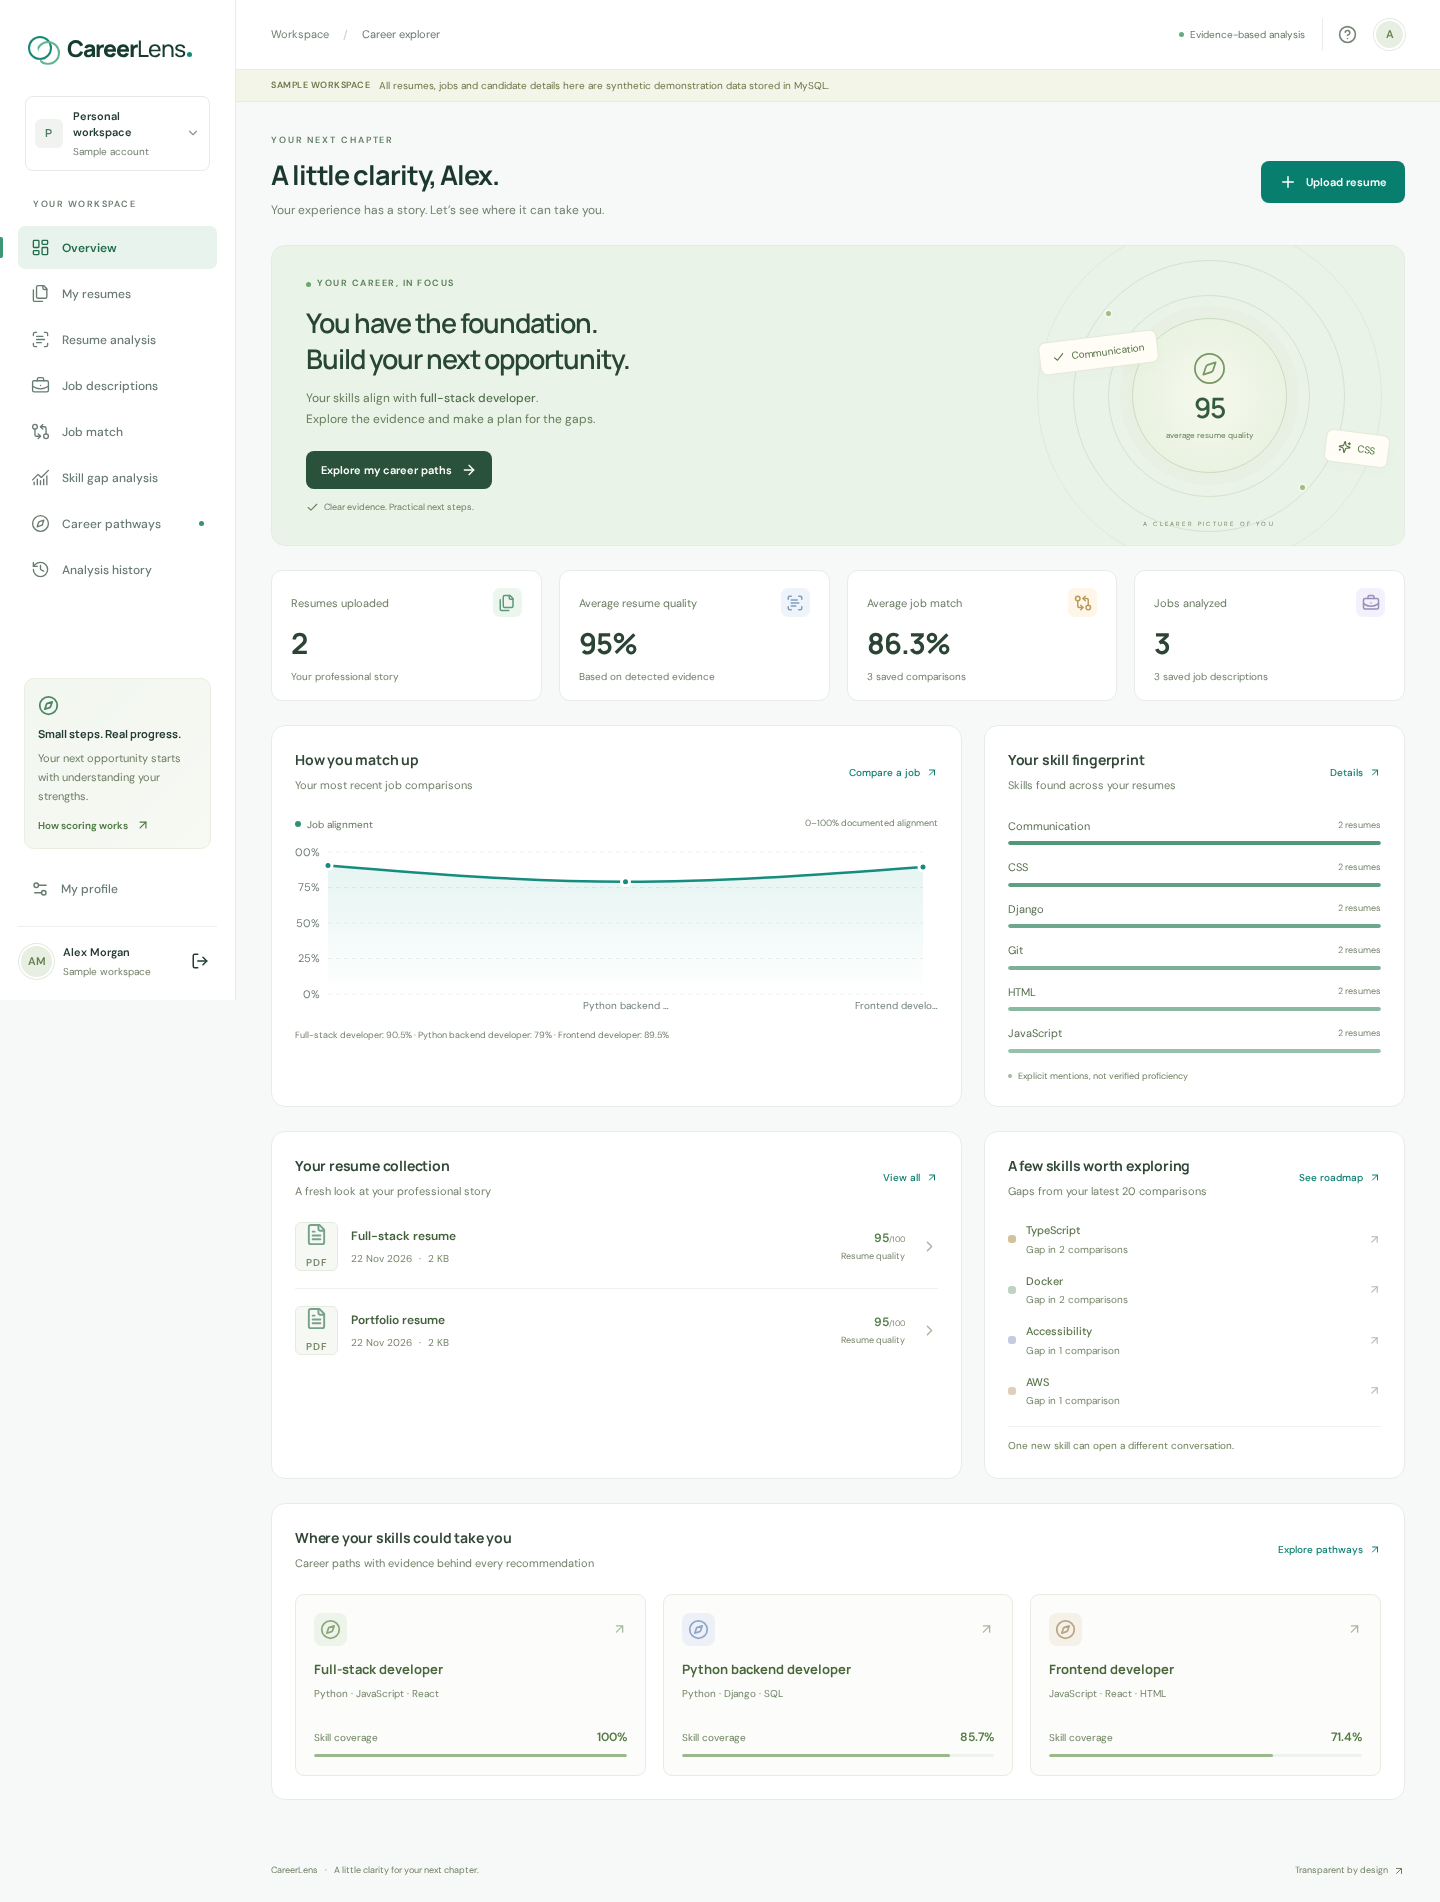 CareerLens.
P
Personal
workspace
Sample account
YOUR WORKSPACE
Overview
My resumes
Resume analysis
Job descriptions
Job match
Skill gap analysis
Career pathways
Analysis history
Small steps. Real progress.
Your next opportunity starts
with understanding your
strengths.
How scoring works
My profile
AM
Alex Morgan
Sample workspace
Workspace / Career explorer
Evidence-based analysis
A
SAMPLE WORKSPACE All resumes, jobs and candidate details here are synthetic demonstration data stored in MySQL.
YOUR NEXT CHAPTER
A little clarity, Alex.
Your experience has a story. Let's see where it can take you.
Upload resume
YOUR CAREER, IN FOCUS
You have the foundation.
Build your next opportunity.
Your skills align with full-stack developer.
Explore the evidence and make a plan for the gaps.
Explore my career paths
Clear evidence. Practical next steps.
Communication
95
average resume quality
CSS
A CLEARER PICTURE OF YOU
Resumes uploaded
2
Your professional story
Average resume quality
95%
Based on detected evidence
Average job match
86.3%
3 saved comparisons
Jobs analyzed
3
3 saved job descriptions
How you match up
Your most recent job comparisons
Compare a job
Job alignment
0–100% documented alignment
00%
75%
50%
25%
0%
Python backend ...
Frontend develo...
Full-stack developer: 90.5% · Python backend developer: 79% · Frontend developer: 89.5%
Your skill fingerprint
Skills found across your resumes
Details
Communication 2 resumes
CSS 2 resumes
Django 2 resumes
Git 2 resumes
HTML 2 resumes
JavaScript 2 resumes
Explicit mentions, not verified proficiency
Your resume collection
A fresh look at your professional story
View all
PDF
Full-stack resume
22 Nov 2026 · 2 KB
95/100
Resume quality
PDF
Portfolio resume
22 Nov 2026 · 2 KB
95/100
Resume quality
A few skills worth exploring
Gaps from your latest 20 comparisons
See roadmap
TypeScript
Gap in 2 comparisons
Docker
Gap in 2 comparisons
Accessibility
Gap in 1 comparison
AWS
Gap in 1 comparison
One new skill can open a different conversation.
Where your skills could take you
Career paths with evidence behind every recommendation
Explore pathways
Full-stack developer
Python · JavaScript · React
Skill coverage 100%
Python backend developer
Python · Django · SQL
Skill coverage 85.7%
Frontend developer
JavaScript · React · HTML
Skill coverage 71.4%
CareerLens · A little clarity for your next chapter.
Transparent by design